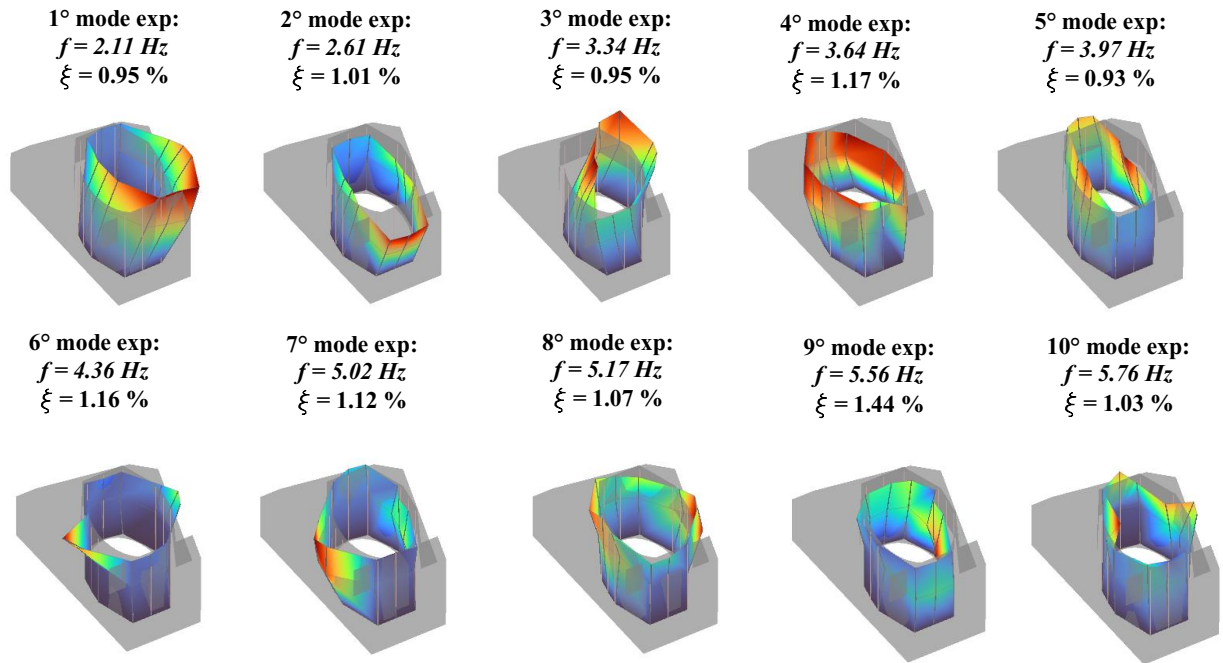 1° mode exp:
f = 2.11 Hz
ξ = 0.95 %
2° mode exp:
f = 2.61 Hz
ξ = 1.01 %
3° mode exp:
f = 3.34 Hz
ξ = 0.95 %
4° mode exp:
f = 3.64 Hz
ξ = 1.17 %
5° mode exp:
f = 3.97 Hz
ξ = 0.93 %
6° mode exp:
f = 4.36 Hz
ξ = 1.16 %
7° mode exp:
f = 5.02 Hz
ξ = 1.12 %
8° mode exp:
f = 5.17 Hz
ξ = 1.07 %
9° mode exp:
f = 5.56 Hz
ξ = 1.44 %
10° mode exp:
f = 5.76 Hz
ξ = 1.03 %